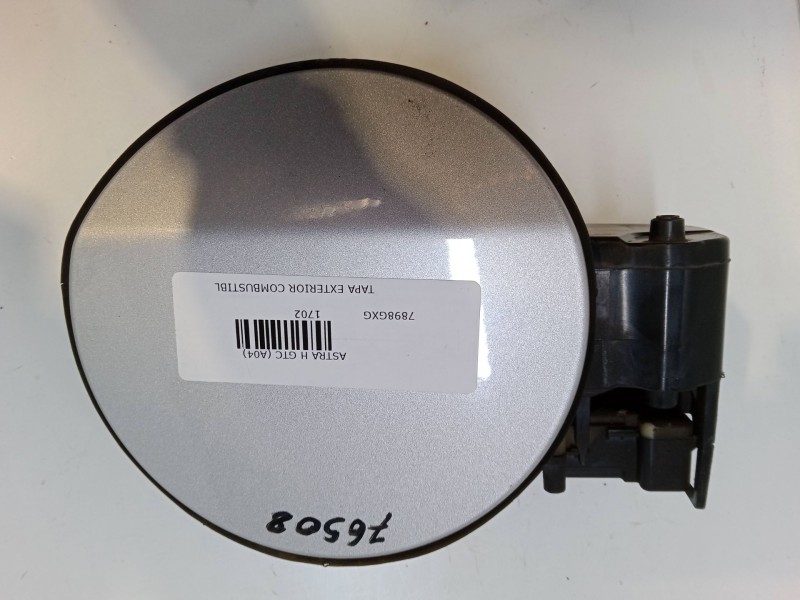 ASTRA H GTC (A04)
1702
7898GXG
TAPA EXTERIOR COMBUSTIBL
76508